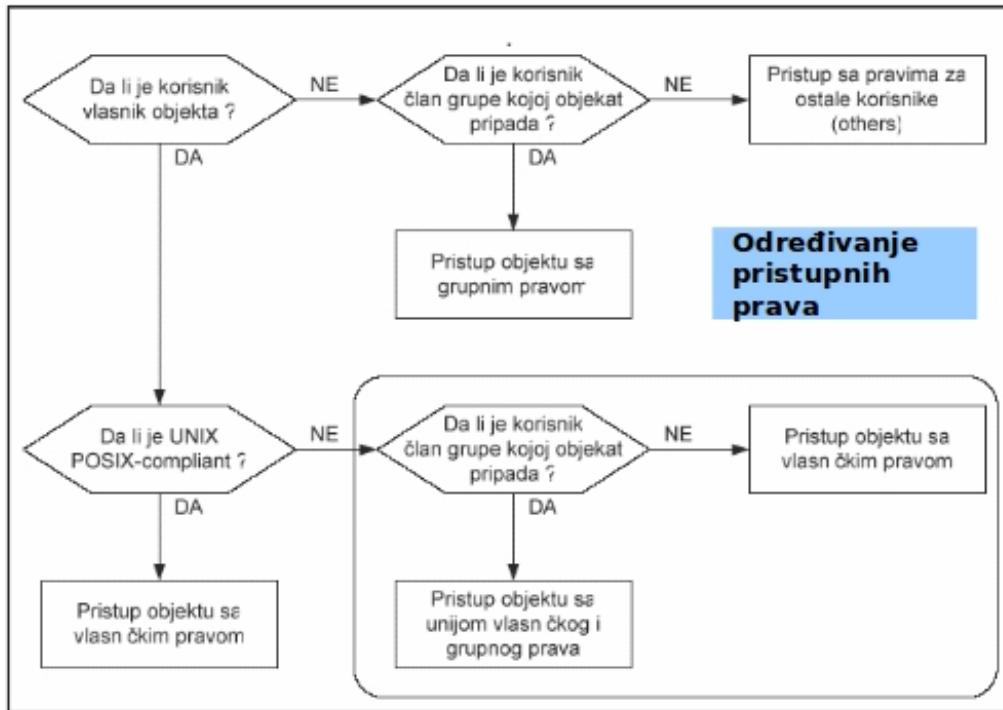 Da li je korisnik
vlasnik objekta ?
NE
Da li je korisnik
član grupe kojoj objekat
pripada ?
NE
Pristup sa pravima za
ostale korisnike
(others)
DA
DA
Pristup objektu sa
grupnim pravom
Određivanje
pristupnih
prava
Da li je UNIX
POSIX-compliant ?
NE
Da li je korisnik
član grupe kojoj objekat
pripada ?
NE
Pristup objektu sa
vlasn čkim pravom
DA
DA
Pristup objektu sa
vlasn čkim pravom
Pristup objektu sa
unijom vlasn čkog i
grupnog prava